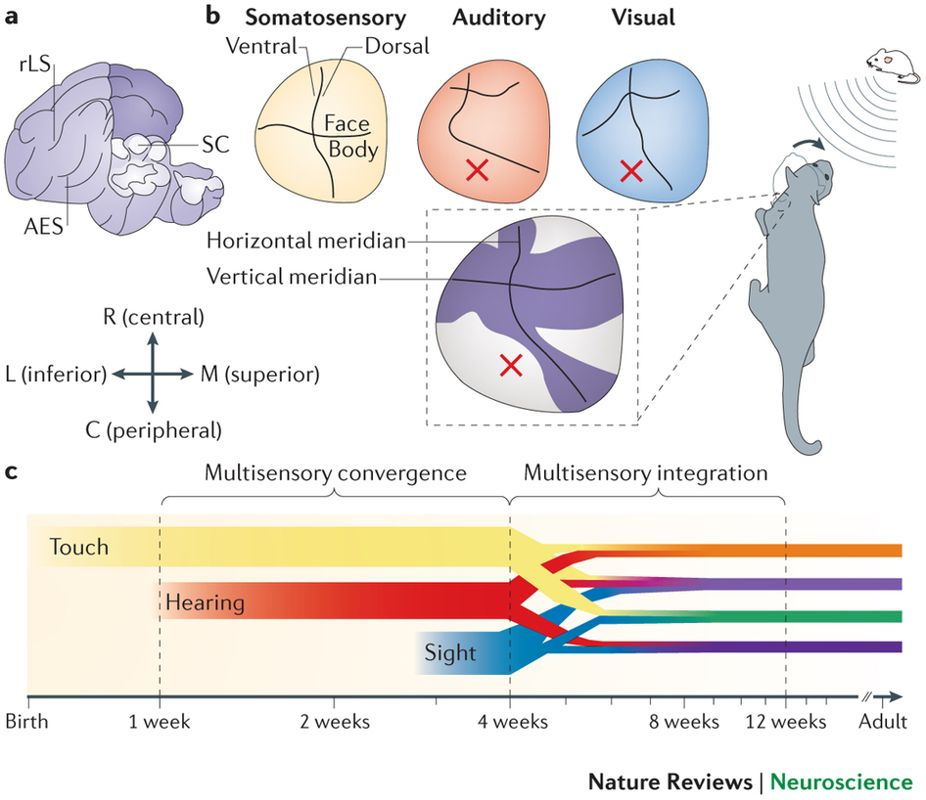 a
b
Somatosensory
Auditory
Visual
Ventral
Dorsal
rLS
SC
AES
Face
Body
Horizontal meridian
Vertical meridian
R (central)
L (inferior)
M (superior)
C (peripheral)
c
Multisensory convergence
Multisensory integration
Touch
Hearing
Sight
Birth
1 week
2 weeks
4 weeks
8 weeks
12 weeks
Adult
Nature Reviews | Neuroscience